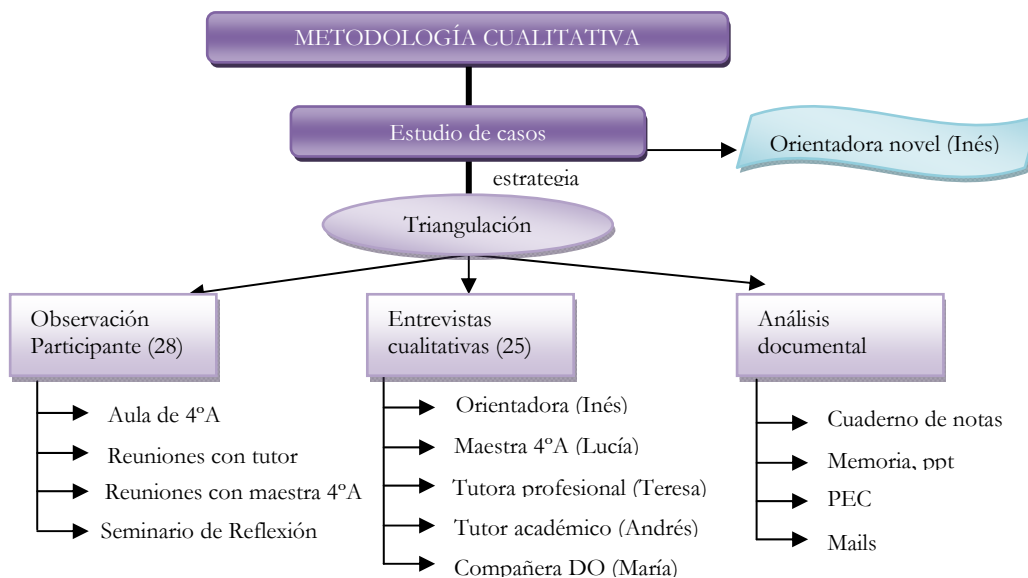 METODOLOGÍA CUALITATIVA
Estudio de casos
Orientadora novel (Inés)
estrategia
Triangulación
Observación
Participante (28)
Aula de 4ºA
Reuniones con tutor
Reuniones con maestra 4ºA
Seminario de Reflexión
Entrevistas
cualitativas (25)
Orientadora (Inés)
Maestra 4ºA (Lucía)
Tutora profesional (Teresa)
Tutor académico (Andrés)
Compañera DO (María)
Análisis
documental
Cuaderno de notas
Memoria, ppt
PEC
Mails